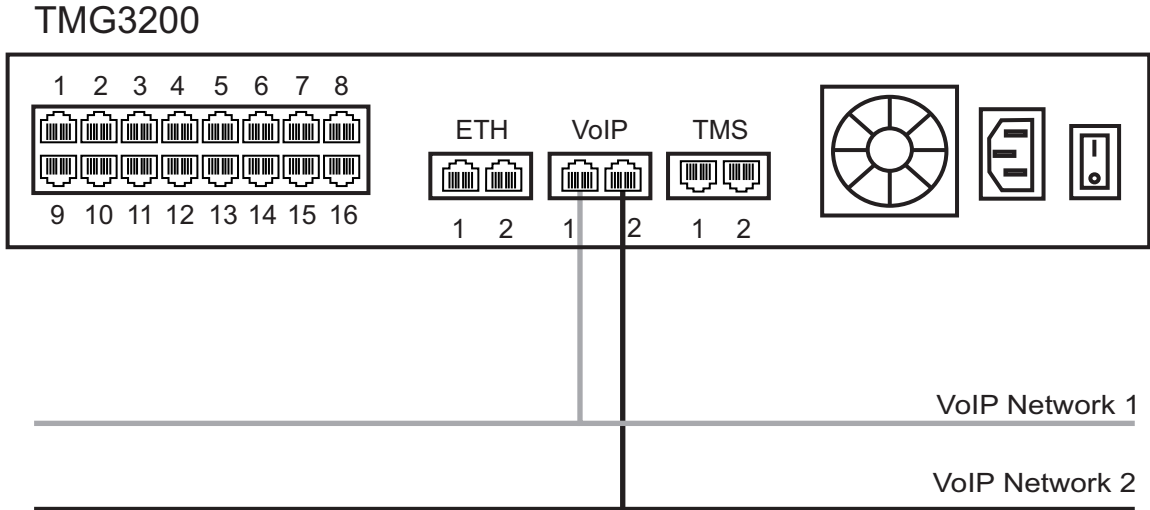 TMG3200
1 2 3 4 5 6 7 8
ETH VoIP TMS
9 10 11 12 13 14 15 16
1 2 1 2 1 2
VoIP Network 1
VoIP Network 2